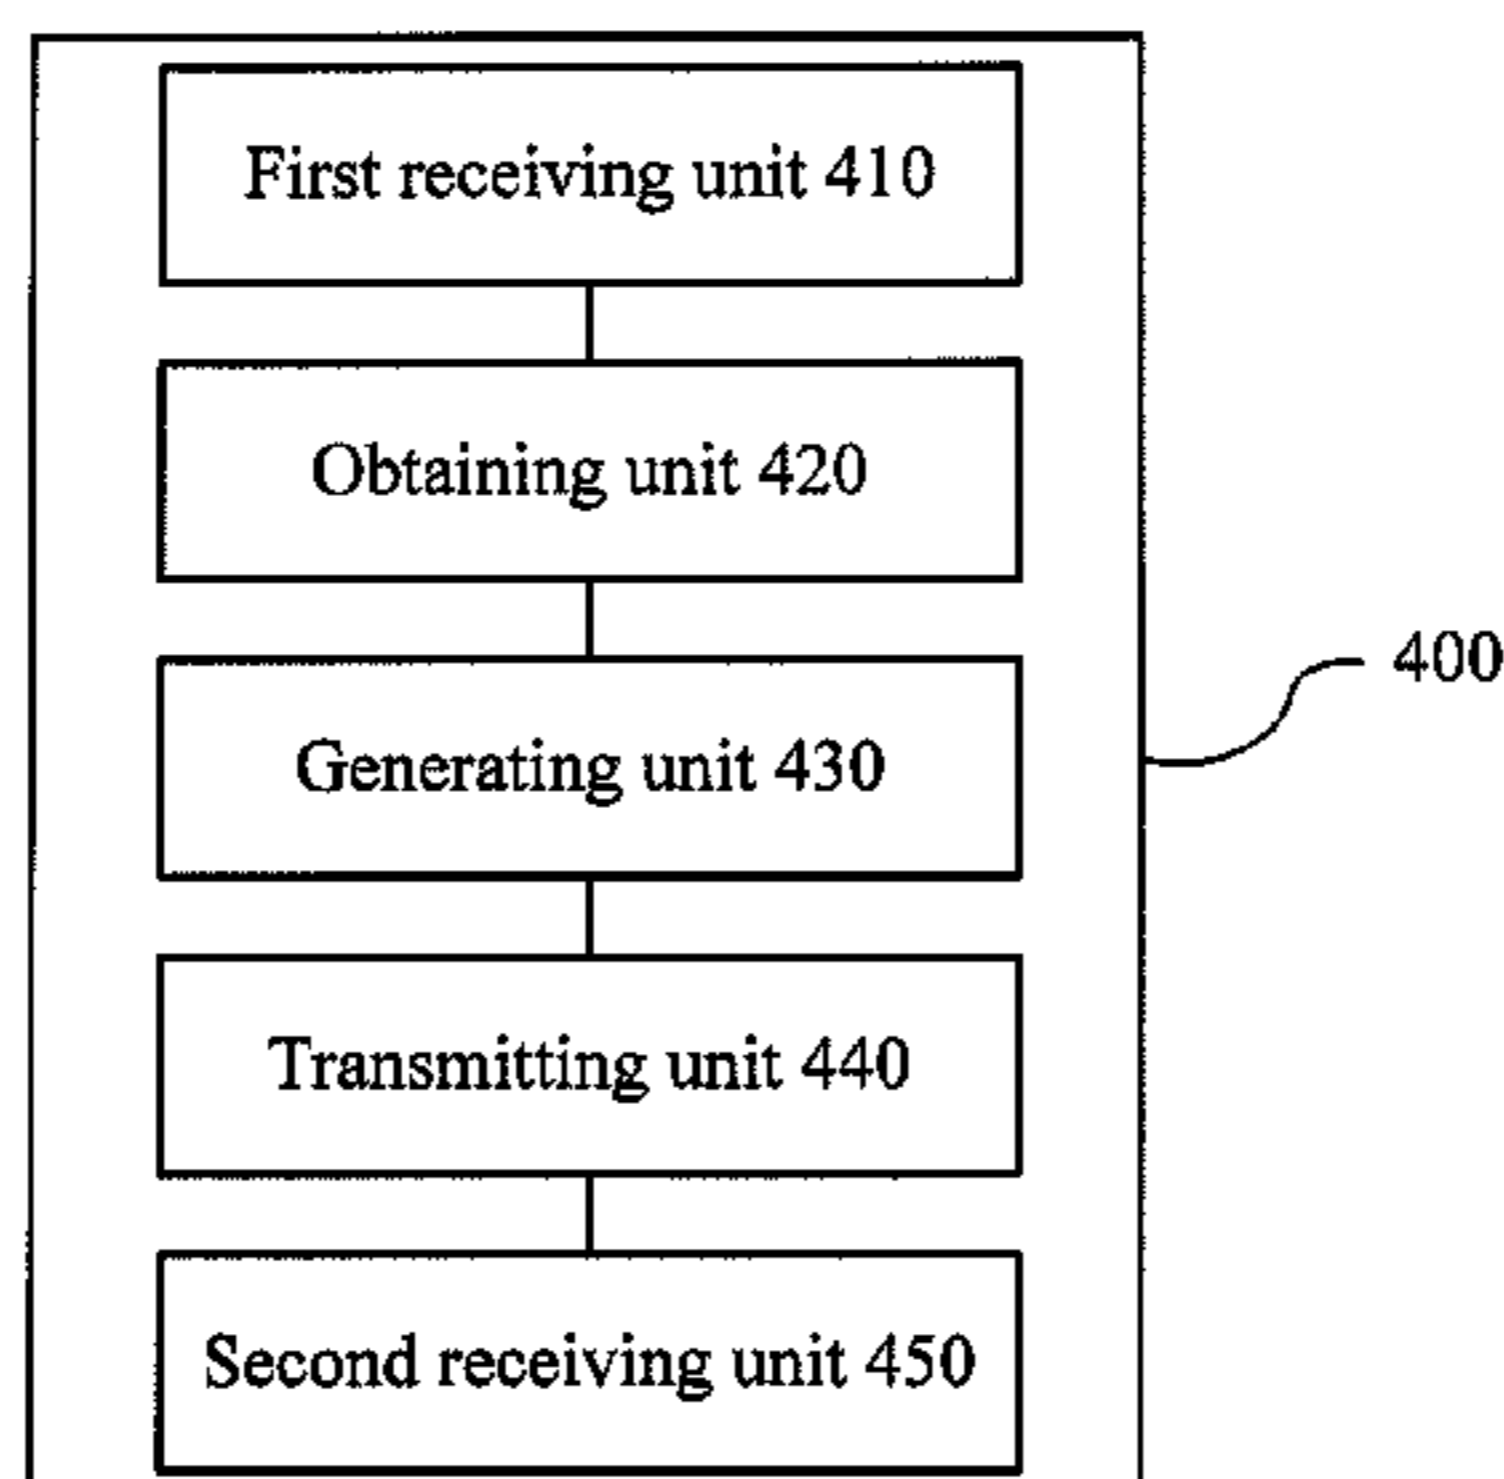 First receiving unit 410
Obtaining unit 420
Generating unit 430
400
Transmitting unit 440
Second receiving unit 450